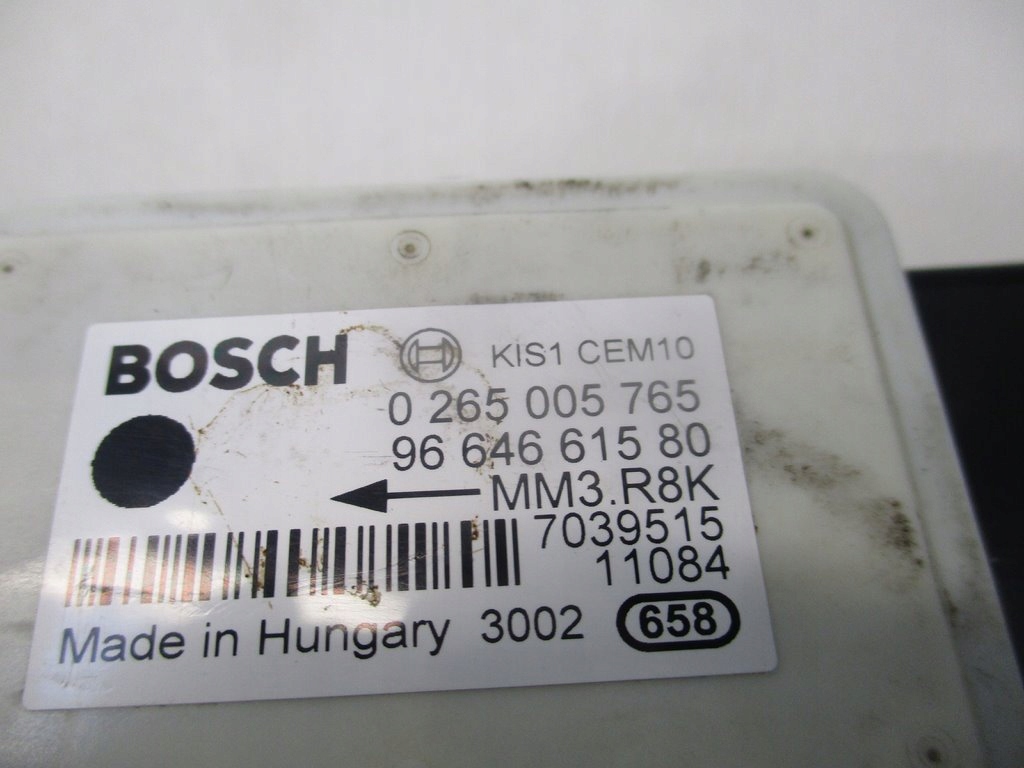 BOSCH KIS1 CEM10
0 265 005 765
96 646 615 80
MM3.R8K
7039515
11084
Made in Hungary 3002 658